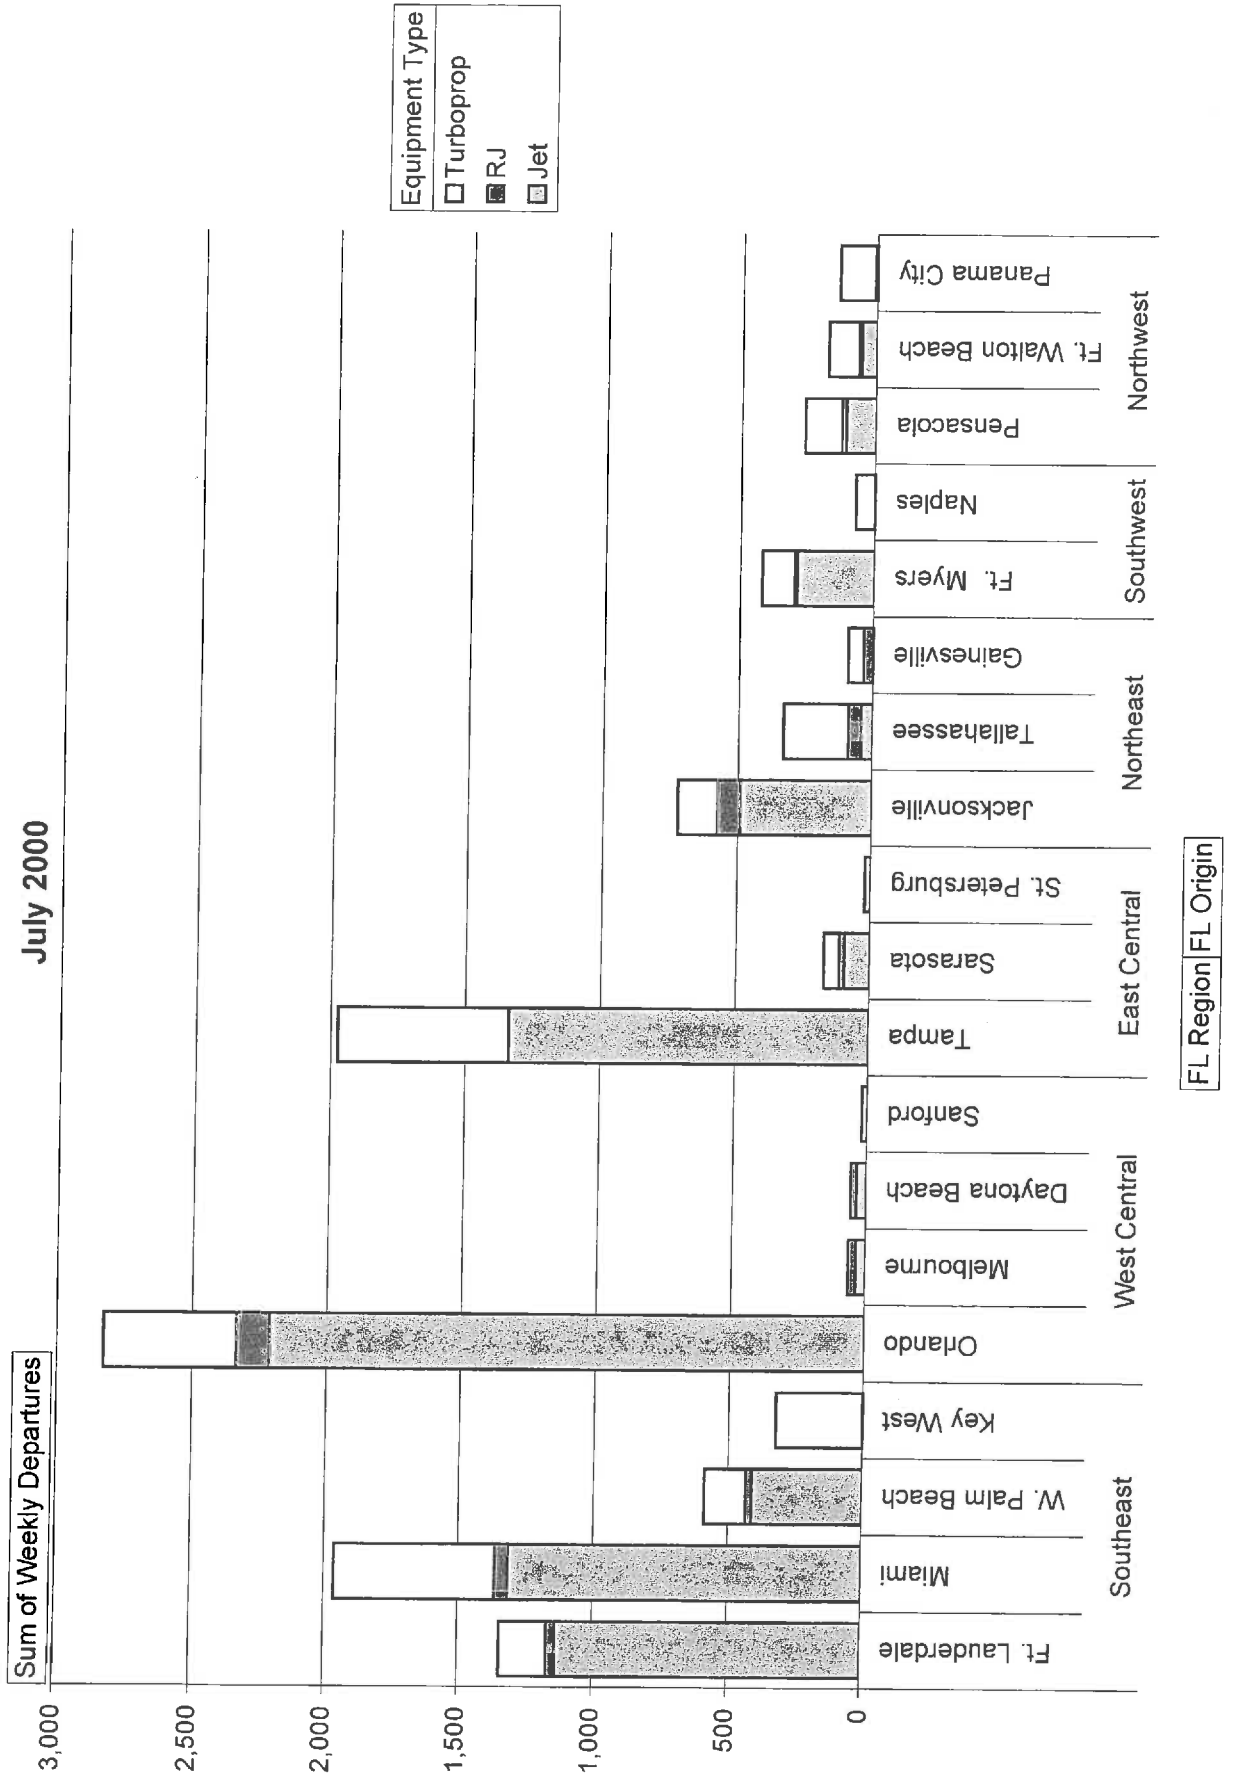 July 2000
Sum of Weekly Departures
3,000
2,500
2,000
1,500
1,000
500
0
Ft. Lauderdale
Miami
W. Palm Beach
Key West
Orlando
Melbourne
Daytona Beach
Sanford
Tampa
Sarasota
St. Petersburg
Jacksonville
Tallahassee
Gainesville
Ft. Myers
Naples
Pensacola
Ft. Walton Beach
Panama City
Southeast
West Central
East Central
Northeast
Southwest
Northwest
FL Region FL Origin
Equipment Type
Turboprop
RJ
Jet